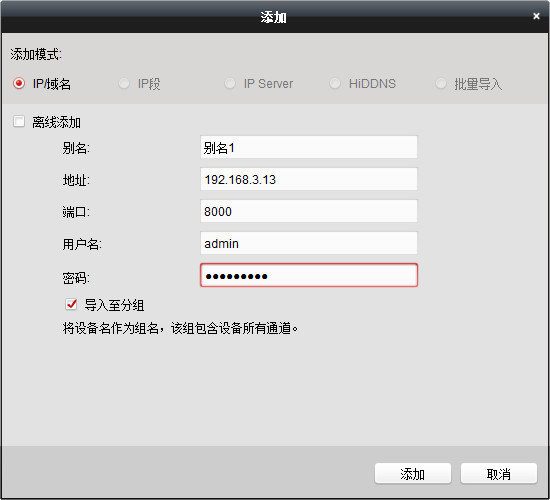 添加
添加模式:
IP/域名 IP段 IP Server HiDDNS 批量导入
离线添加
别名: 别名1
地址: 192.168.3.13
端口: 8000
用户名: admin
密码: ●●●●●●●●●
导入至分组
将设备名作为组名，该组包含设备所有通道。
添加 取消